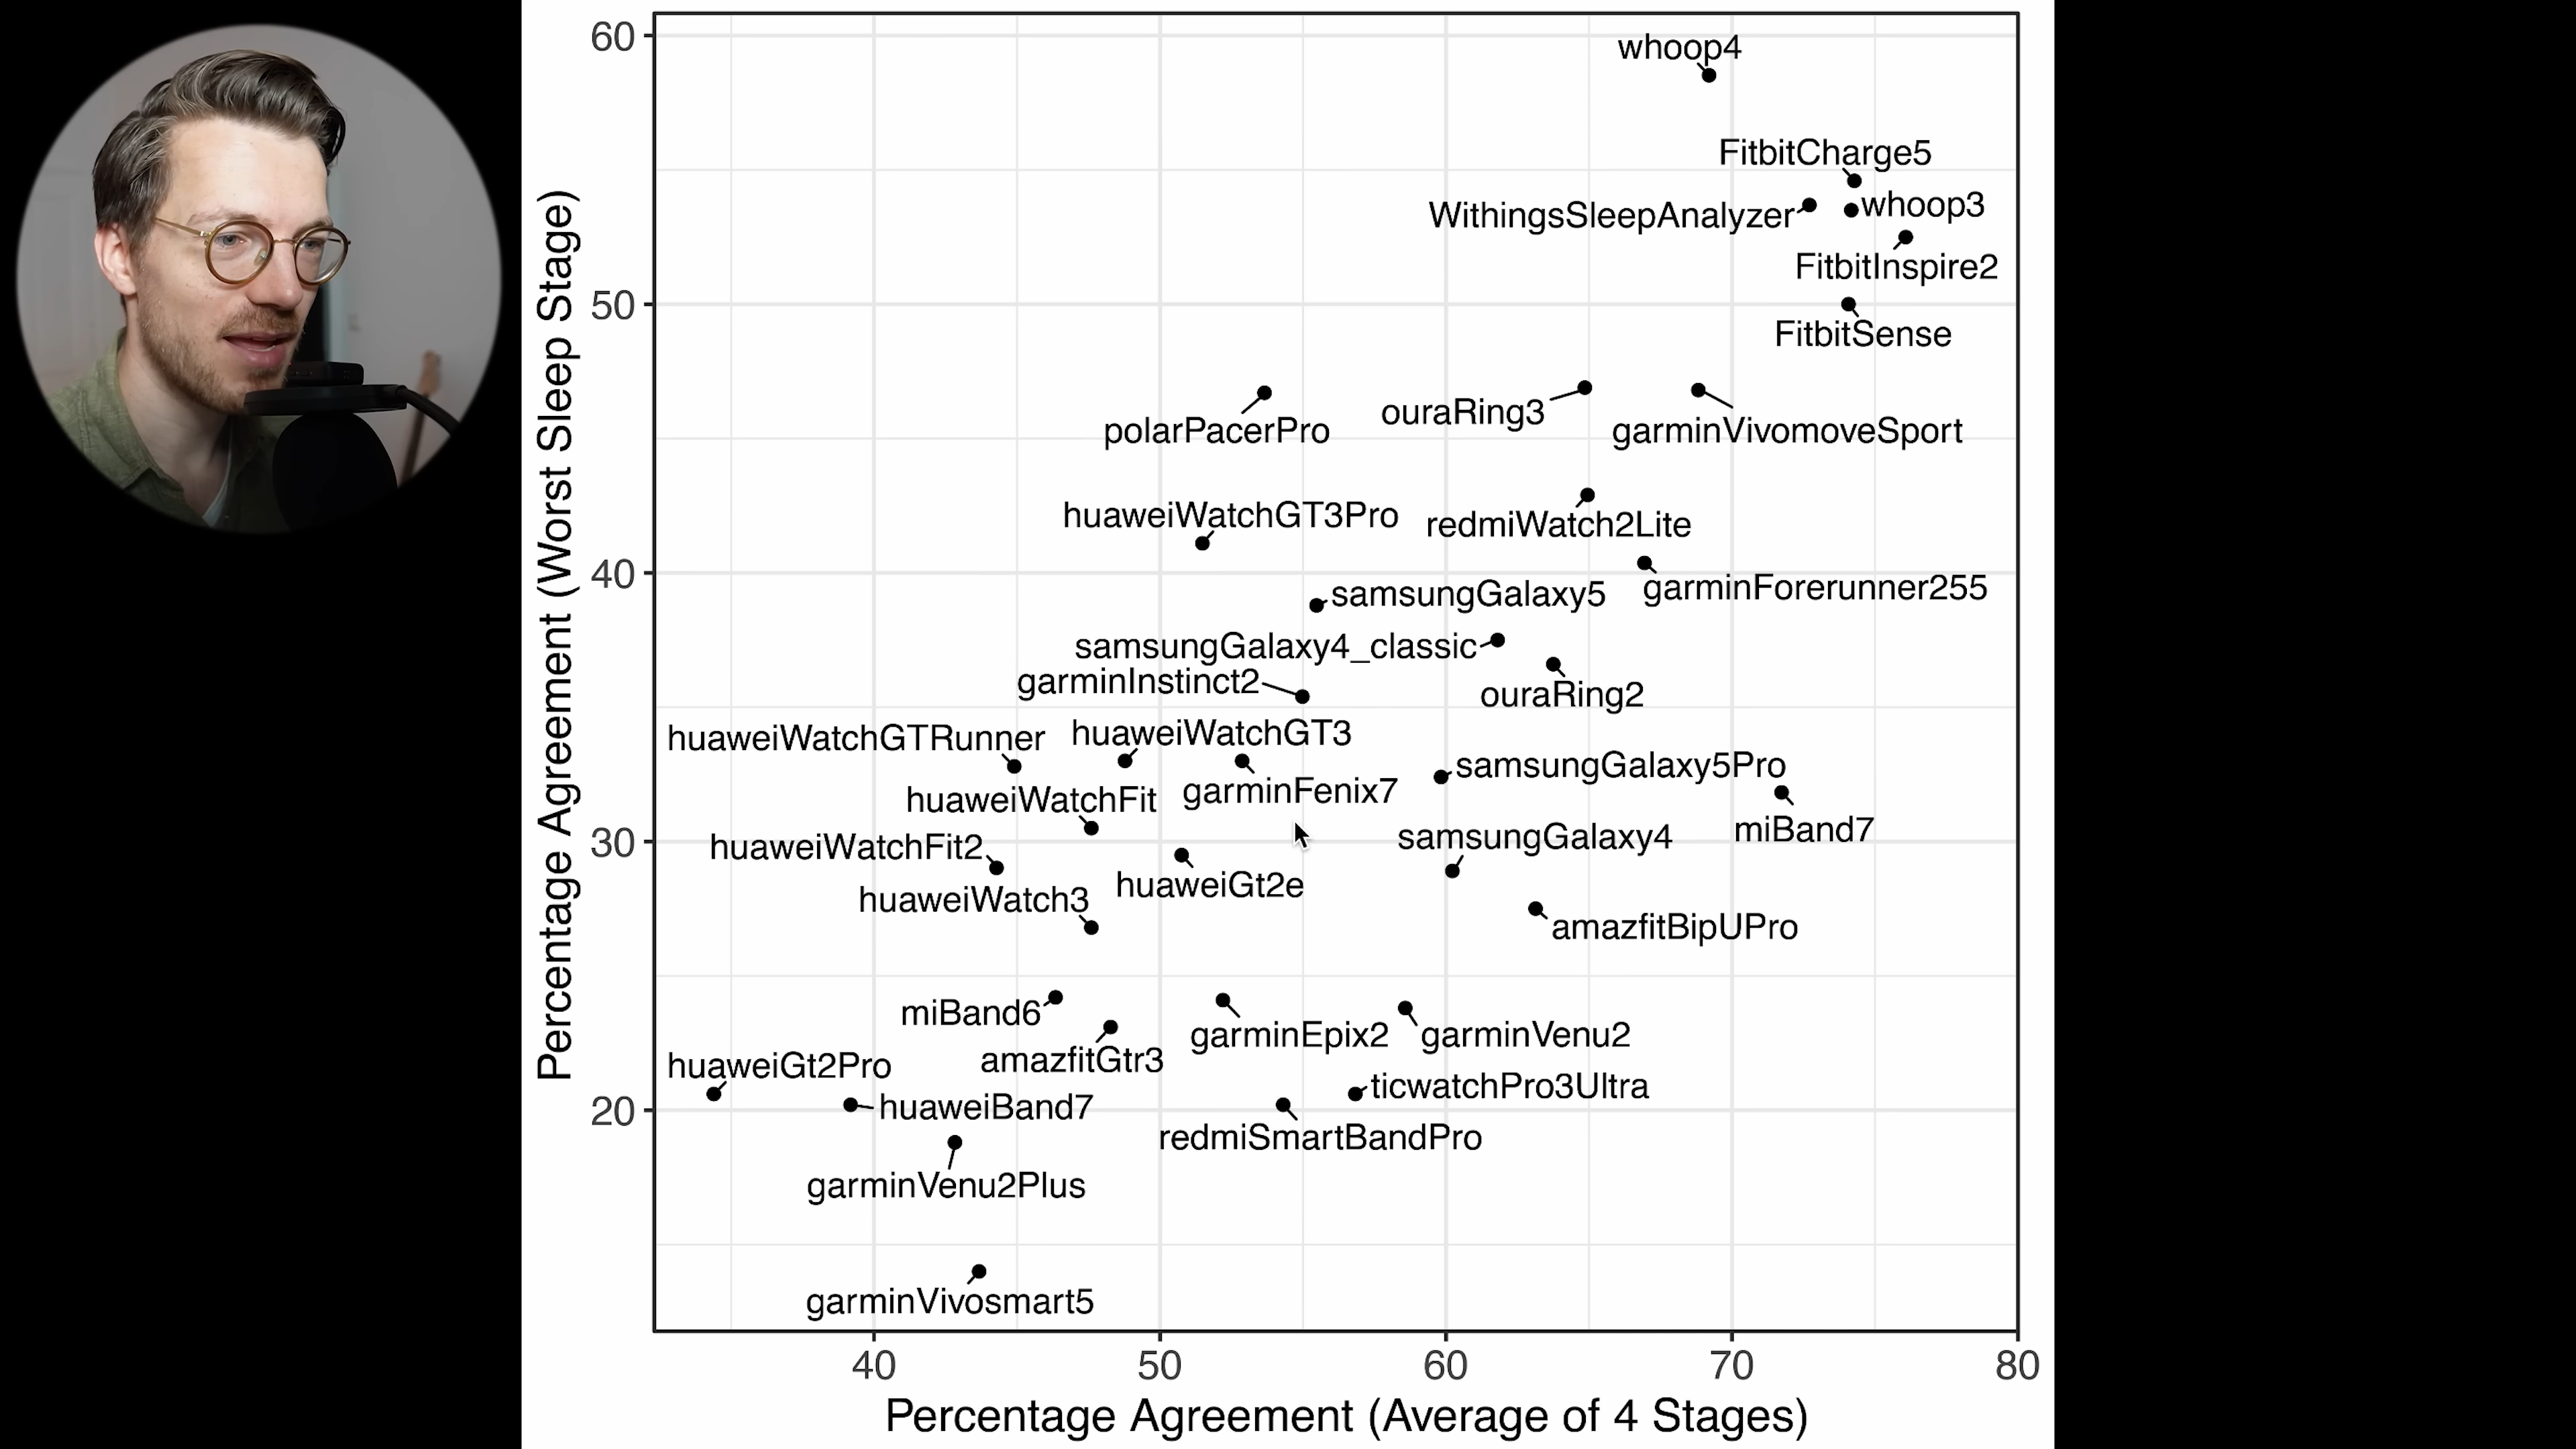 60
whoop4
FitbitCharge5
whoop3
WithingsSleepAnalyzer
FitbitInspire2
50
FitbitSense
polarPacerPro
ouraRing3
garminVivomoveSport
huaweiWatchGT3Pro
redmiWatch2Lite
40
garminForerunner255
samsungGalaxy5
samsungGalaxy4_classic
garminInstinct2
ouraRing2
huaweiWatchGTRunner
huaweiWatchGT3
samsungGalaxy5Pro
garminFenix7
huaweiWatchFit
miBand7
30
samsungGalaxy4
huaweiWatchFit2
huaweiGt2e
huaweiWatch3
amazfitBipUPro
miBand6
garminEpix2
garminVenu2
amazfitGtr3
huaweiGt2Pro
ticwatchPro3Ultra
20
huaweiBand7
redmiSmartBandPro
garminVenu2Plus
garminVivosmart5
40 50 60 70 80
Percentage Agreement (Average of 4 Stages)
Percentage Agreement (Worst Sleep Stage)